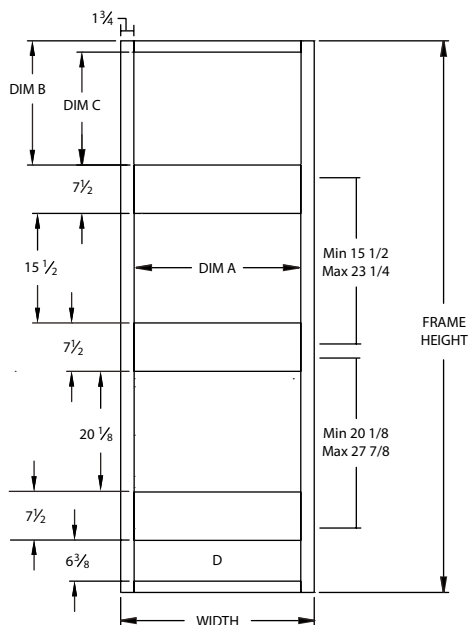 1¾
DIM B
DIM C
7½
15 ½
DIM A
Min 15 1/2
Max 23 1/4
FRAME
HEIGHT
7½
20 ⅛
Min 20 1/8
Max 27 7/8
7½
6⅜
D
WIDTH